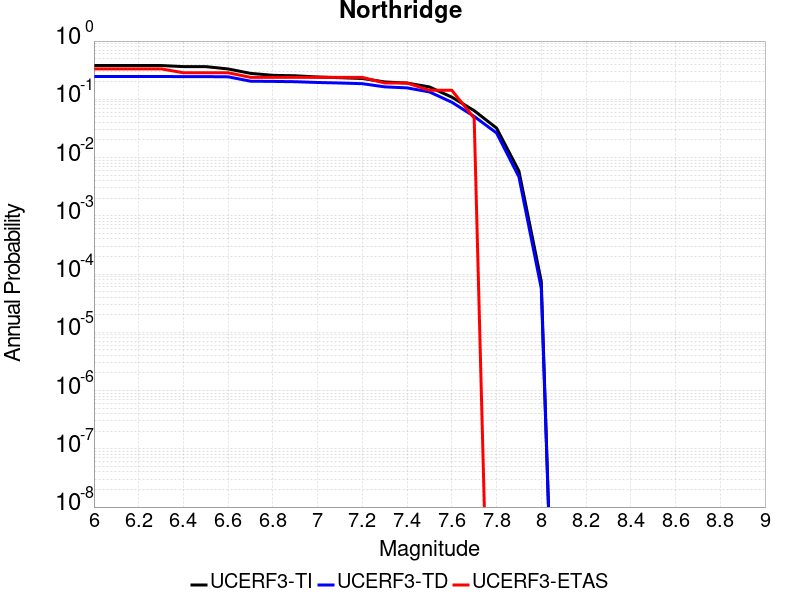 Northridge
Annual Probability
10^0
10^-1
10^-2
10^-3
10^-4
10^-5
10^-6
10^-7
10^-8
6 6.2 6.4 6.6 6.8 7 7.2 7.4 7.6 7.8 8 8.2 8.4 8.6 8.8 9
Magnitude
UCERF3-TI UCERF3-TD UCERF3-ETAS